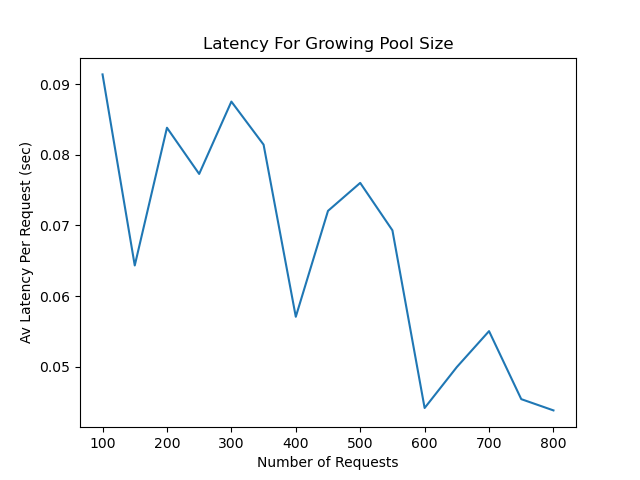 Latency For Growing Pool Size
0.09
0.08
0.07
0.06
0.05
Av Latency Per Request (sec)
100 200 300 400 500 600 700 800
Number of Requests